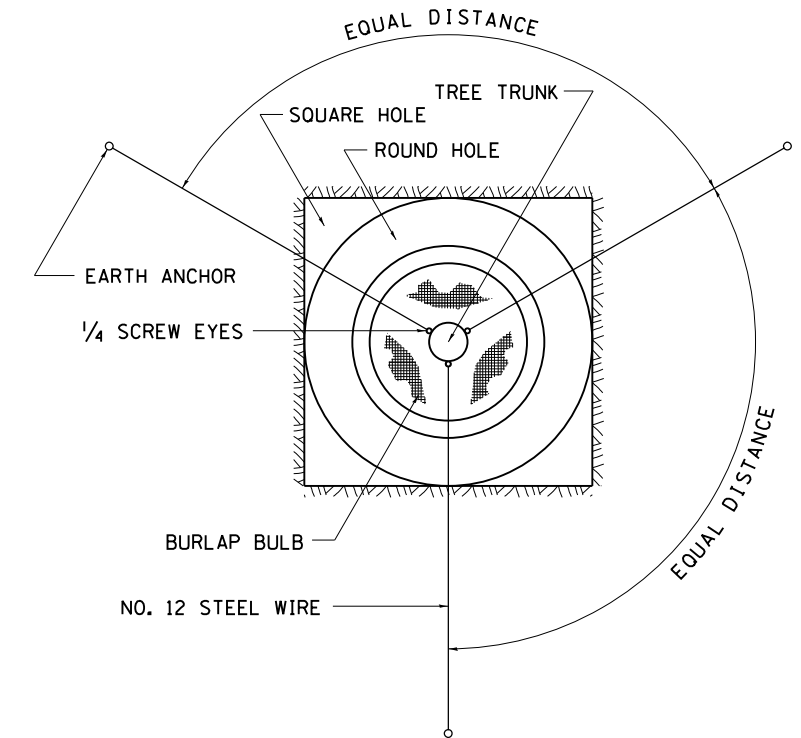 EQUAL DISTANCE
TREE TRUNK
SQUARE HOLE
ROUND HOLE
EARTH ANCHOR
1/4 SCREW EYES
BURLAP BULB
NO. 12 STEEL WIRE
EQUAL DISTANCE